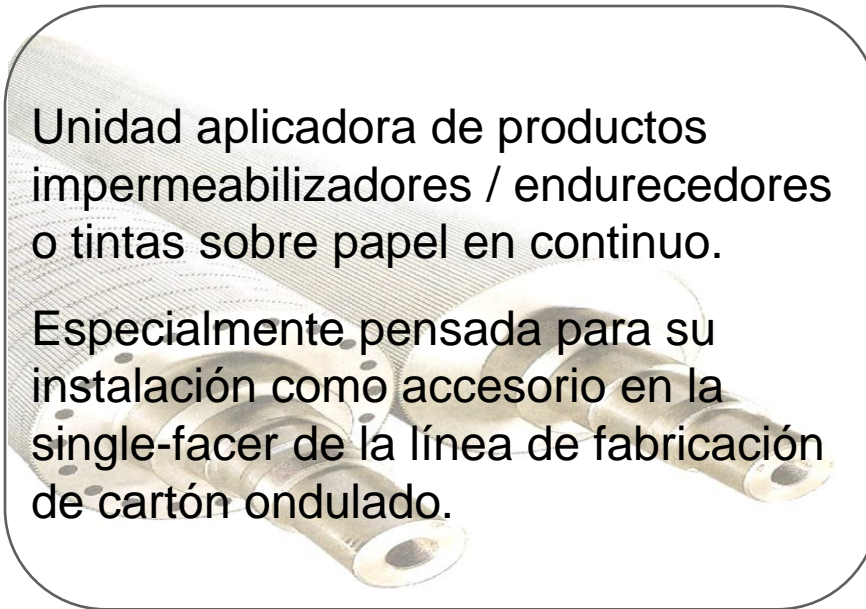 Unidad aplicadora de productos
impermeabilizadores / endurecedores
o tintas sobre papel en continuo.
Especialmente pensada para su
instalación como accesorio en la
single-facer de la línea de fabricación
de cartón ondulado.